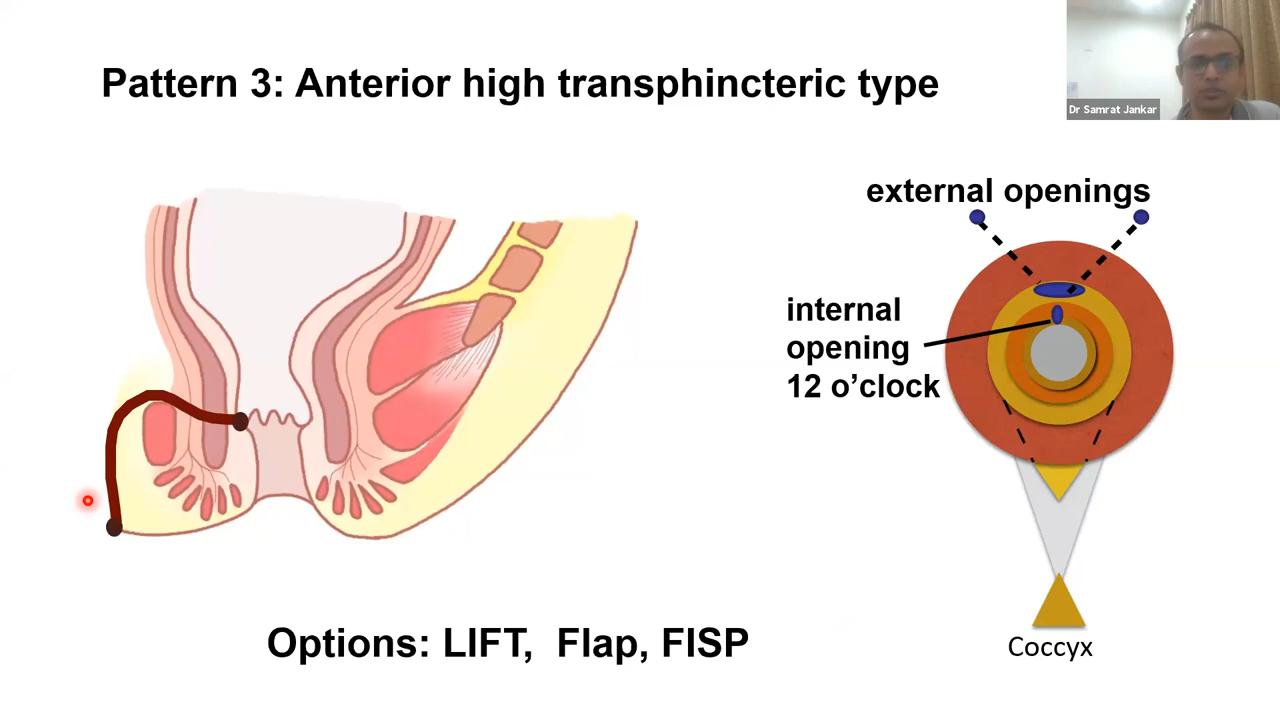 Pattern 3: Anterior high transphincteric type
Dr Samrat Jankar
external openings
internal
opening
12 o'clock
Options: LIFT, Flap, FISP
Coccyx